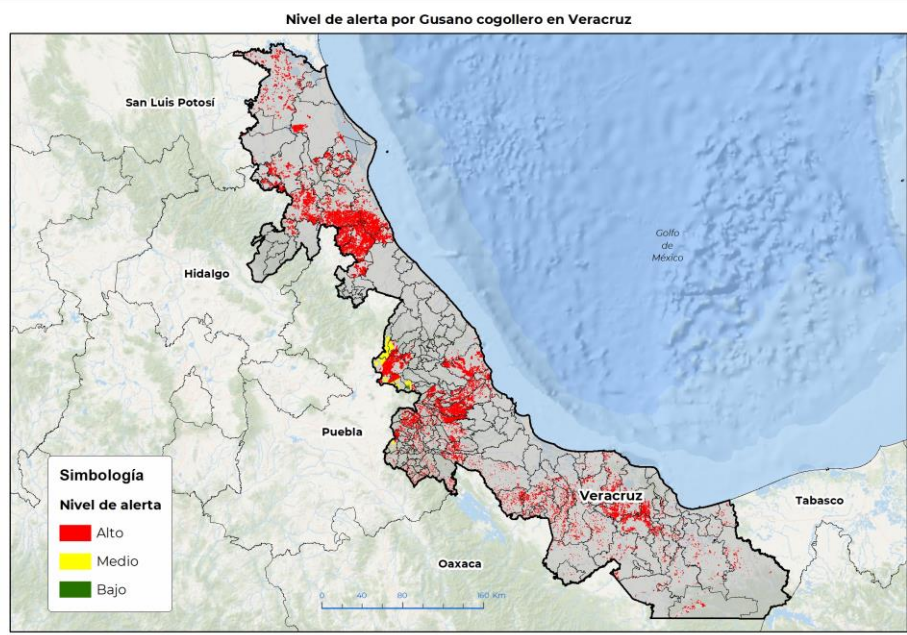 Nivel de alerta por Gusano cogollero en Veracruz
San Luis Potosí
Golfo
de
México
Hidalgo
Puebla
Veracruz
Tabasco
Oaxaca
Simbología
Nivel de alerta
Alto
Medio
Bajo
0 40 80 160 Km